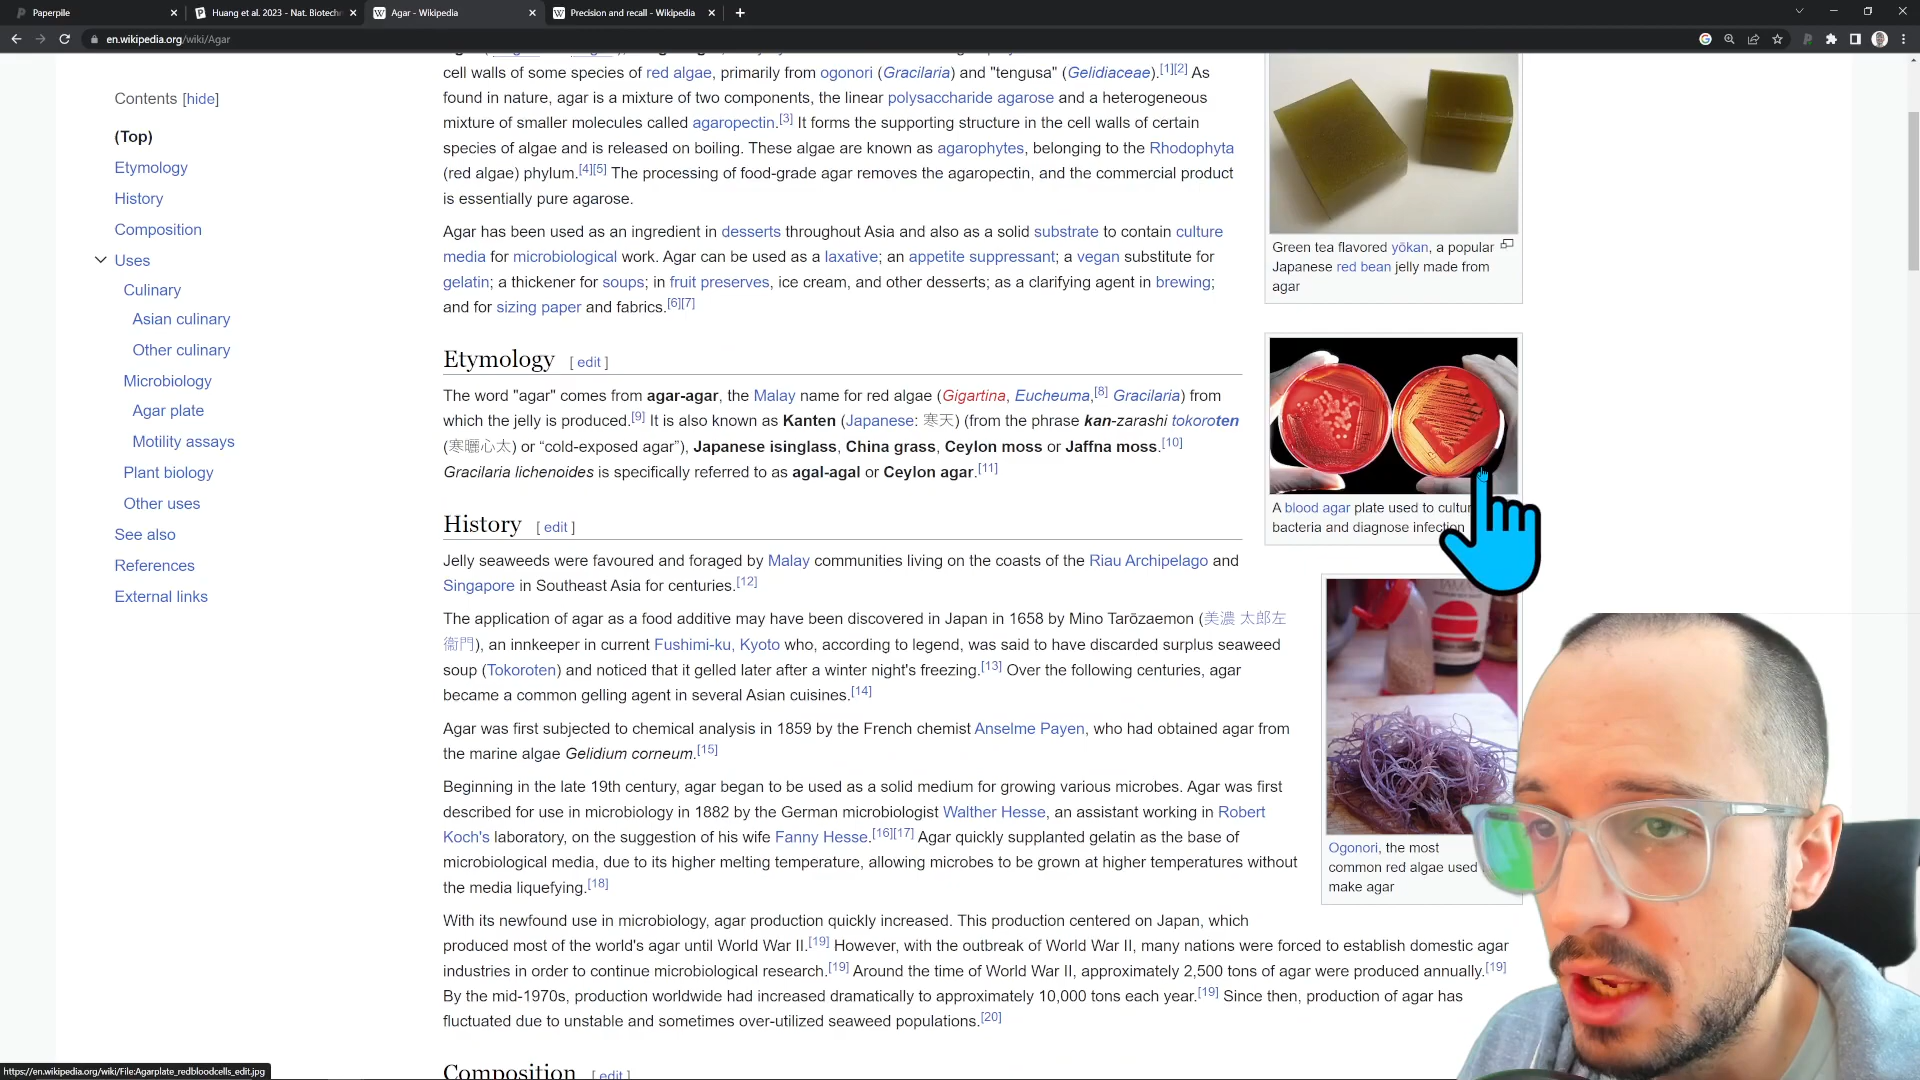 Paperpile
Huang et al. 2023 - Nat. Biotech
Agar - Wikipedia
Precision and recall - Wikipedia
en.wikipedia.org/wiki/Agar
Contents [hide]
(Top)
Etymology
History
Composition
Uses
Culinary
Asian culinary
Other culinary
Microbiology
Agar plate
Motility assays
Plant biology
Other uses
See also
References
External links
cell walls of some species of red algae, primarily from ogonori (Gracilaria) and "tengusa" (Gelidiaceae).[1][2] As
found in nature, agar is a mixture of two components, the linear polysaccharide agarose and a heterogeneous
mixture of smaller molecules called agaropectin.[3] It forms the supporting structure in the cell walls of certain
species of algae and is released on boiling. These algae are known as agarophytes, belonging to the Rhodophyta
(red algae) phylum.[4][5] The processing of food-grade agar removes the agaropectin, and the commercial product
is essentially pure agarose.
Agar has been used as an ingredient in desserts throughout Asia and also as a solid substrate to contain culture
media for microbiological work. Agar can be used as a laxative; an appetite suppressant; a vegan substitute for
gelatin; a thickener for soups; in fruit preserves, ice cream, and other desserts; as a clarifying agent in brewing;
and for sizing paper and fabrics.[6][7]
Etymology [ edit ]
The word "agar" comes from agar-agar, the Malay name for red algae (Gigartina, Eucheuma,[8] Gracilaria) from
which the jelly is produced.[9] It is also known as Kanten (Japanese: 寒天) (from the phrase kan-zarashi tokoroten
(寒曬心太) or “cold-exposed agar”), Japanese isinglass, China grass, Ceylon moss or Jaffna moss.[10]
Gracilaria lichenoides is specifically referred to as agal-agal or Ceylon agar.[11]
History [ edit ]
Jelly seaweeds were favoured and foraged by Malay communities living on the coasts of the Riau Archipelago and
Singapore in Southeast Asia for centuries.[12]
The application of agar as a food additive may have been discovered in Japan in 1658 by Mino Tarōzaemon (美濃 太郎左
衞門), an innkeeper in current Fushimi-ku, Kyoto who, according to legend, was said to have discarded surplus seaweed
soup (Tokoroten) and noticed that it gelled later after a winter night's freezing.[13] Over the following centuries, agar
became a common gelling agent in several Asian cuisines.[14]
Agar was first subjected to chemical analysis in 1859 by the French chemist Anselme Payen, who had obtained agar from
the marine algae Gelidium corneum.[15]
Beginning in the late 19th century, agar began to be used as a solid medium for growing various microbes. Agar was first
described for use in microbiology in 1882 by the German microbiologist Walther Hesse, an assistant working in Robert
Koch's laboratory, on the suggestion of his wife Fanny Hesse.[16][17] Agar quickly supplanted gelatin as the base of
microbiological media, due to its higher melting temperature, allowing microbes to be grown at higher temperatures without
the media liquefying.[18]
With its newfound use in microbiology, agar production quickly increased. This production centered on Japan, which
produced most of the world's agar until World War II.[19] However, with the outbreak of World War II, many nations were forced to establish domestic agar
industries in order to continue microbiological research.[19] Around the time of World War II, approximately 2,500 tons of agar were produced annually.[19]
By the mid-1970s, production worldwide had increased dramatically to approximately 10,000 tons each year.[19] Since then, production of agar has
fluctuated due to unstable and sometimes over-utilized seaweed populations.[20]
Composition [ edit ]
Green tea flavored yōkan, a popular
Japanese red bean jelly made from
agar
A blood agar plate used to cultur
bacteria and diagnose infection
Ogonori, the most
common red algae used
make agar
https://en.wikipedia.org/wiki/File:Agarplate_redbloodcells_edit.jpg